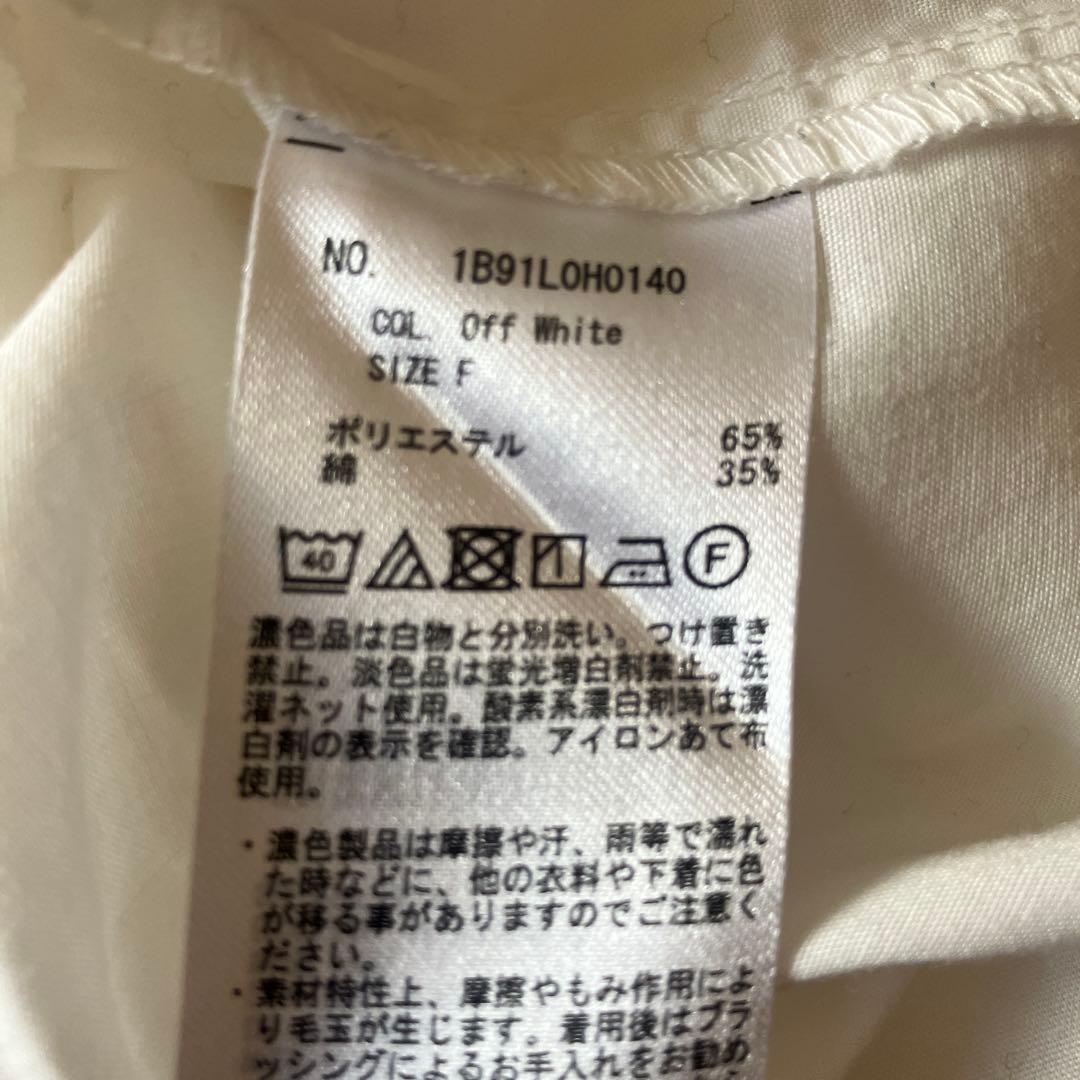 NO. 1B91L0H0140
COL. Off White
SIZE F
ポリエステル 65%
綿 35%
40 F
濃色品は白物と分別洗い。つけ置き
禁止。淡色品は蛍光増白剤禁止。洗
濯ネット使用。酸素系漂白剤時は漂
白剤の表示を確認。アイロンあて布
使用。
・濃色製品は摩擦や汗、雨等で濡れ
た時などに、他の衣料や下着に色
が移る事がありますのでご注意く
ださい。
・素材特性上、摩擦やもみ作用によ
り毛玉が生じます。着用後はブラ
ッシングによるお手入れをお勧め